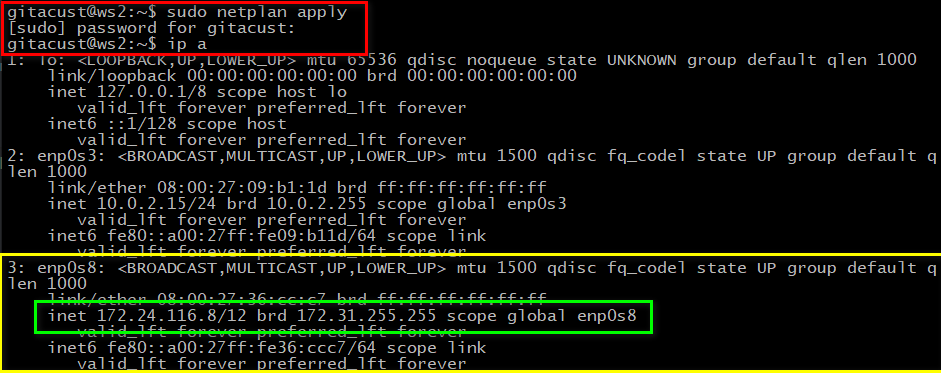 gitacust@ws2:~$ sudo netplan apply
[sudo] password for gitacust:
gitacust@ws2:~$ ip a
1: lo: <LOOPBACK,UP,LOWER_UP> mtu 65536 qdisc noqueue state UNKNOWN group default qlen 1000
link/loopback 00:00:00:00:00:00 brd 00:00:00:00:00:00
inet 127.0.0.1/8 scope host lo
valid_lft forever preferred_lft forever
inet6 ::1/128 scope host
valid_lft forever preferred_lft forever
2: enp0s3: <BROADCAST,MULTICAST,UP,LOWER_UP> mtu 1500 qdisc fq_codel state UP group default q
len 1000
link/ether 08:00:27:09:b1:1d brd ff:ff:ff:ff:ff:ff
inet 10.0.2.15/24 brd 10.0.2.255 scope global enp0s3
valid_lft forever preferred_lft forever
inet6 fe80::a00:27ff:fe09:b11d/64 scope link
valid_lft forever preferred_lft forever
3: enp0s8: <BROADCAST,MULTICAST,UP,LOWER_UP> mtu 1500 qdisc fq_codel state UP group default q
len 1000
link/ether 08:00:27:36:cc:c7 brd ff:ff:ff:ff:ff:ff
inet 172.24.116.8/12 brd 172.31.255.255 scope global enp0s8
valid_lft forever preferred_lft forever
inet6 fe80::a00:27ff:fe36:ccc7/64 scope link
valid_lft forever preferred_lft forever